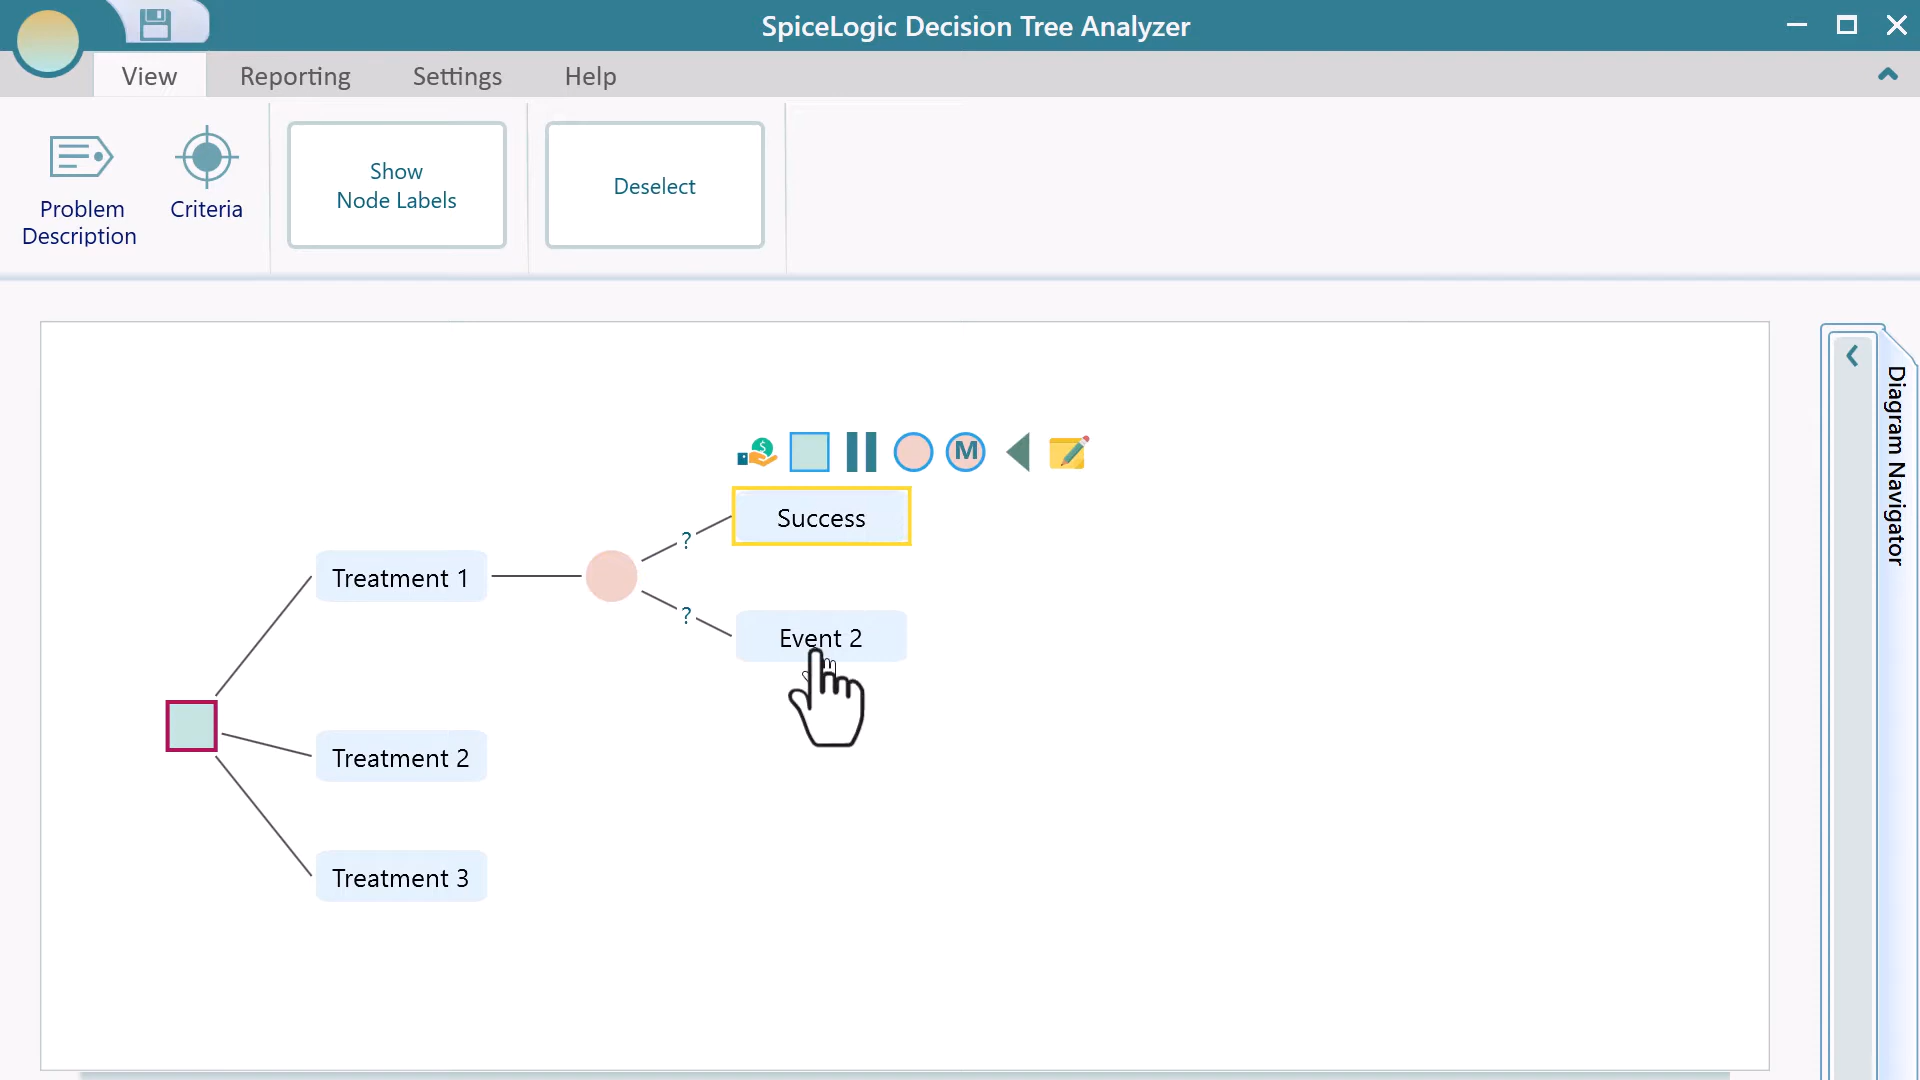 SpiceLogic Decision Tree Analyzer
View
Reporting
Settings
Help
Problem
Description
Criteria
Show
Node Labels
Deselect
M
Success
?
Treatment 1
?
Event 2
Treatment 2
Treatment 3
Diagram Navigator